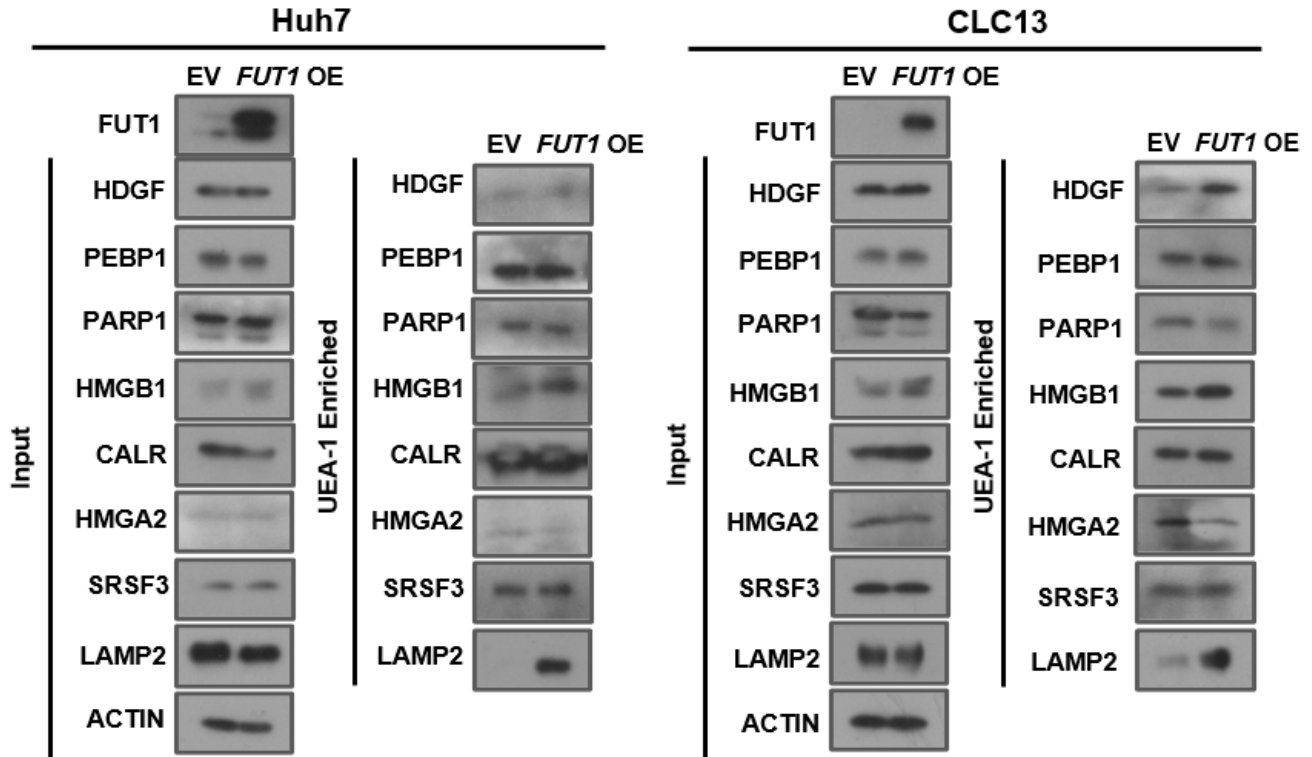 Huh7
EV FUT1 OE
FUT1
HDGF
PEBP1
PARP1
HMGB1
CALR
HMGA2
SRSF3
LAMP2
ACTIN
Input
EV FUT1 OE
HDGF
PEBP1
PARP1
HMGB1
CALR
HMGA2
SRSF3
LAMP2
UEA-1 Enriched
CLC13
EV FUT1 OE
FUT1
HDGF
PEBP1
PARP1
HMGB1
CALR
HMGA2
SRSF3
LAMP2
ACTIN
Input
EV FUT1 OE
HDGF
PEBP1
PARP1
HMGB1
CALR
HMGA2
SRSF3
LAMP2
UEA-1 Enriched